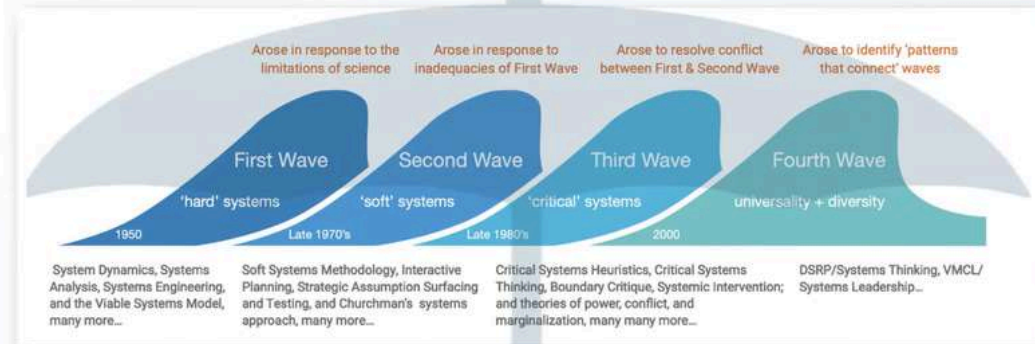 Arose in response to the
limitations of science
Arose in response to
inadequacies of First Wave
Arose to resolve conflict
between First & Second Wave
Arose to identify 'patterns
that connect' waves
First Wave
Second Wave
Third Wave
Fourth Wave
'hard' systems
'soft' systems
'critical' systems
universality + diversity
1950
Late 1970's
Late 1980's
2000
System Dynamics, Systems
Analysis, Systems Engineering,
and the Viable Systems Model,
many more...
Soft Systems Methodology, Interactive
Planning, Strategic Assumption Surfacing
and Testing, and Churchman's systems
approach, many more...
Critical Systems Heuristics, Critical Systems
Thinking, Boundary Critique, Systemic Intervention;
and theories of power, conflict, and
marginalization, many many more...
DSRP/Systems Thinking, VMCL/
Systems Leadership...